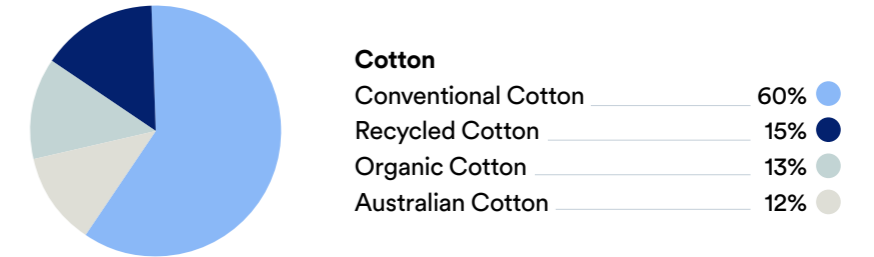 Cotton
Conventional Cotton 60%
Recycled Cotton 15%
Organic Cotton 13%
Australian Cotton 12%